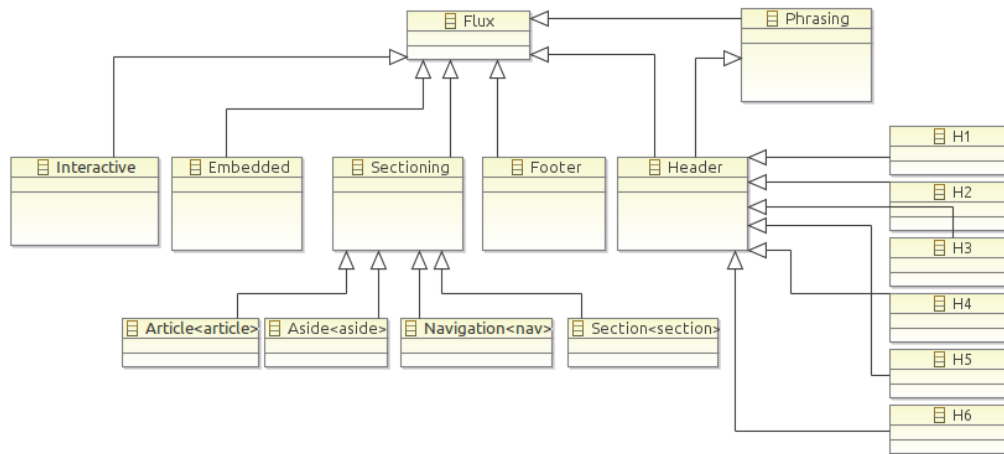 Flux
Phrasing
Interactive
Embedded
Sectioning
Footer
Header
H1
H2
H3
H4
H5
H6
Article<article>
Aside<aside>
Navigation<nav>
Section<section>